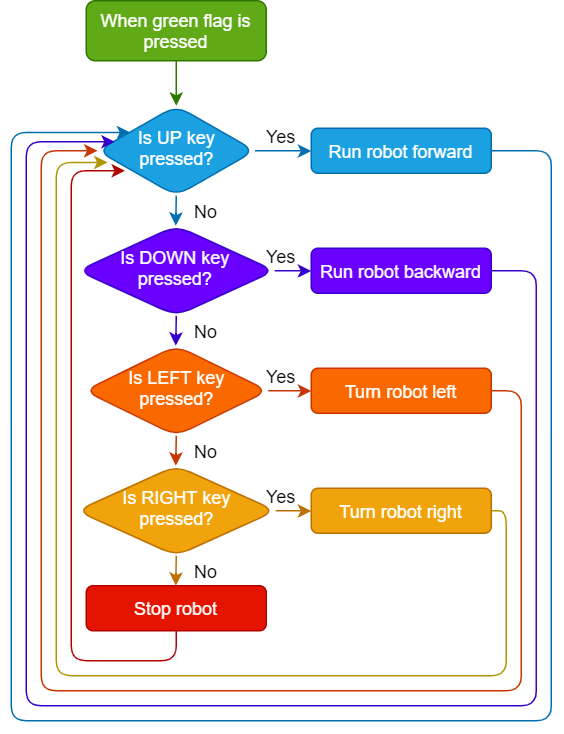 When green flag is
pressed
Is UP key
pressed?
Yes
Run robot forward
No
Is DOWN key
pressed?
Yes
Run robot backward
No
Is LEFT key
pressed?
Yes
Turn robot left
No
Is RIGHT key
pressed?
Yes
Turn robot right
No
Stop robot